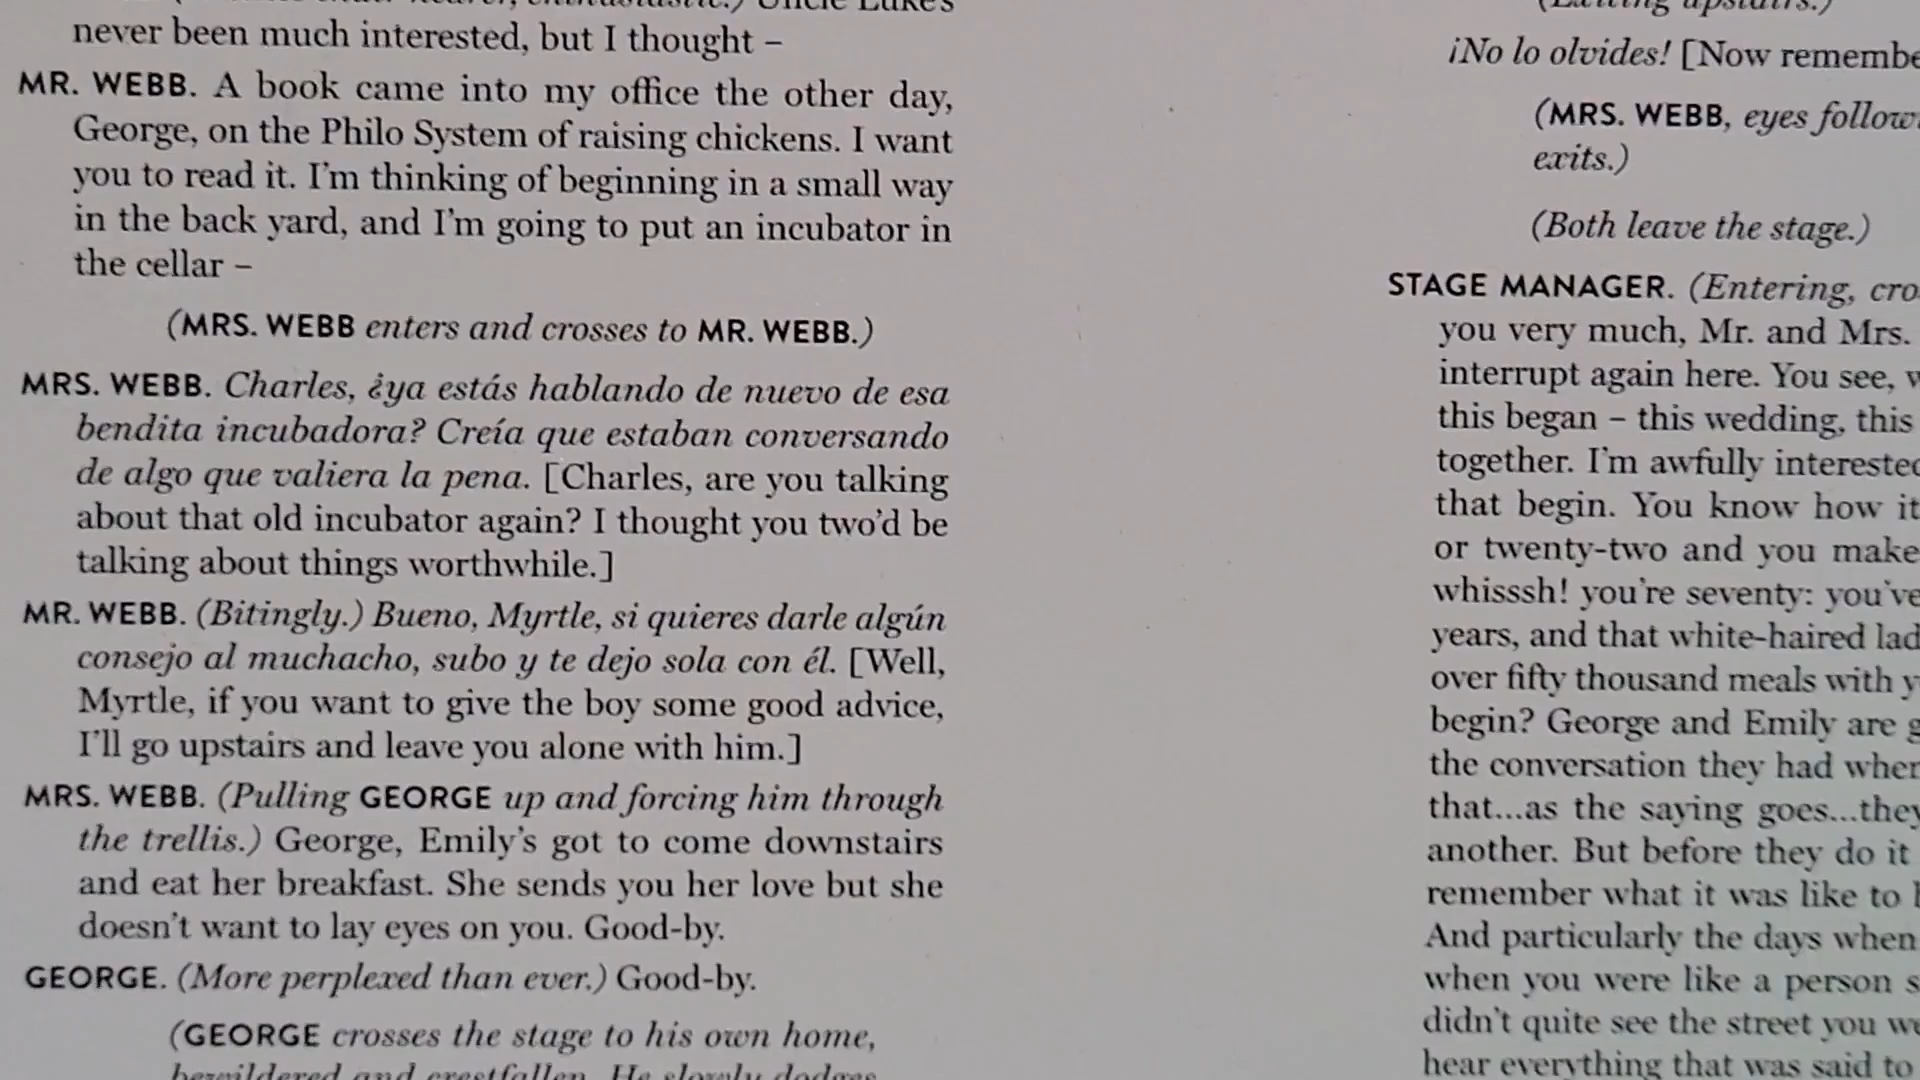 never been much interested, but I thought –
MR. WEBB. A book came into my office the other day,
George, on the Philo System of raising chickens. I want
you to read it. I'm thinking of beginning in a small way
in the back yard, and I'm going to put an incubator in
the cellar –
(MRS. WEBB enters and crosses to MR. WEBB.)
MRS. WEBB. Charles, ¿ya estás hablando de nuevo de esa
bendita incubadora? Creía que estaban conversando
de algo que valiera la pena. [Charles, are you talking
about that old incubator again? I thought you two'd be
talking about things worthwhile.]
MR. WEBB. (Bitingly.) Bueno, Myrtle, si quieres darle algún
consejo al muchacho, subo y te dejo sola con él. [Well,
Myrtle, if you want to give the boy some good advice,
I'll go upstairs and leave you alone with him.]
MRS. WEBB. (Pulling GEORGE up and forcing him through
the trellis.) George, Emily's got to come downstairs
and eat her breakfast. She sends you her love but she
doesn't want to lay eyes on you. Good-by.
GEORGE. (More perplexed than ever.) Good-by.
(GEORGE crosses the stage to his own home,
bewildered and crestfallen. He slowly dodges
¡No lo olvides! [Now
(MRS. WEBB, eyes
exits.)
(Both leave the stage.)
STAGE MANAGER. (Entering,
you very much, Mr. and Mrs.
interrupt again here. You see,
this began – this wedding, this
together. I'm awfully
that begin. You know how it
or twenty-two and you make
whisssh! you're seventy: you've
years, and that white-haired
over fifty thousand meals with
begin? George and Emily are
the conversation they had
that...as the saying goes...they
another. But before they do it
remember what it was like to
And particularly the days when
when you were like a person
didn't quite see the street you
hear everything that was said to